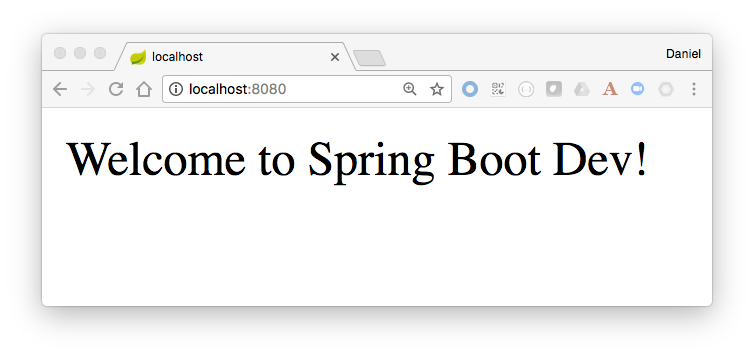 localhost
Daniel
localhost:8080
Welcome to Spring Boot Dev!